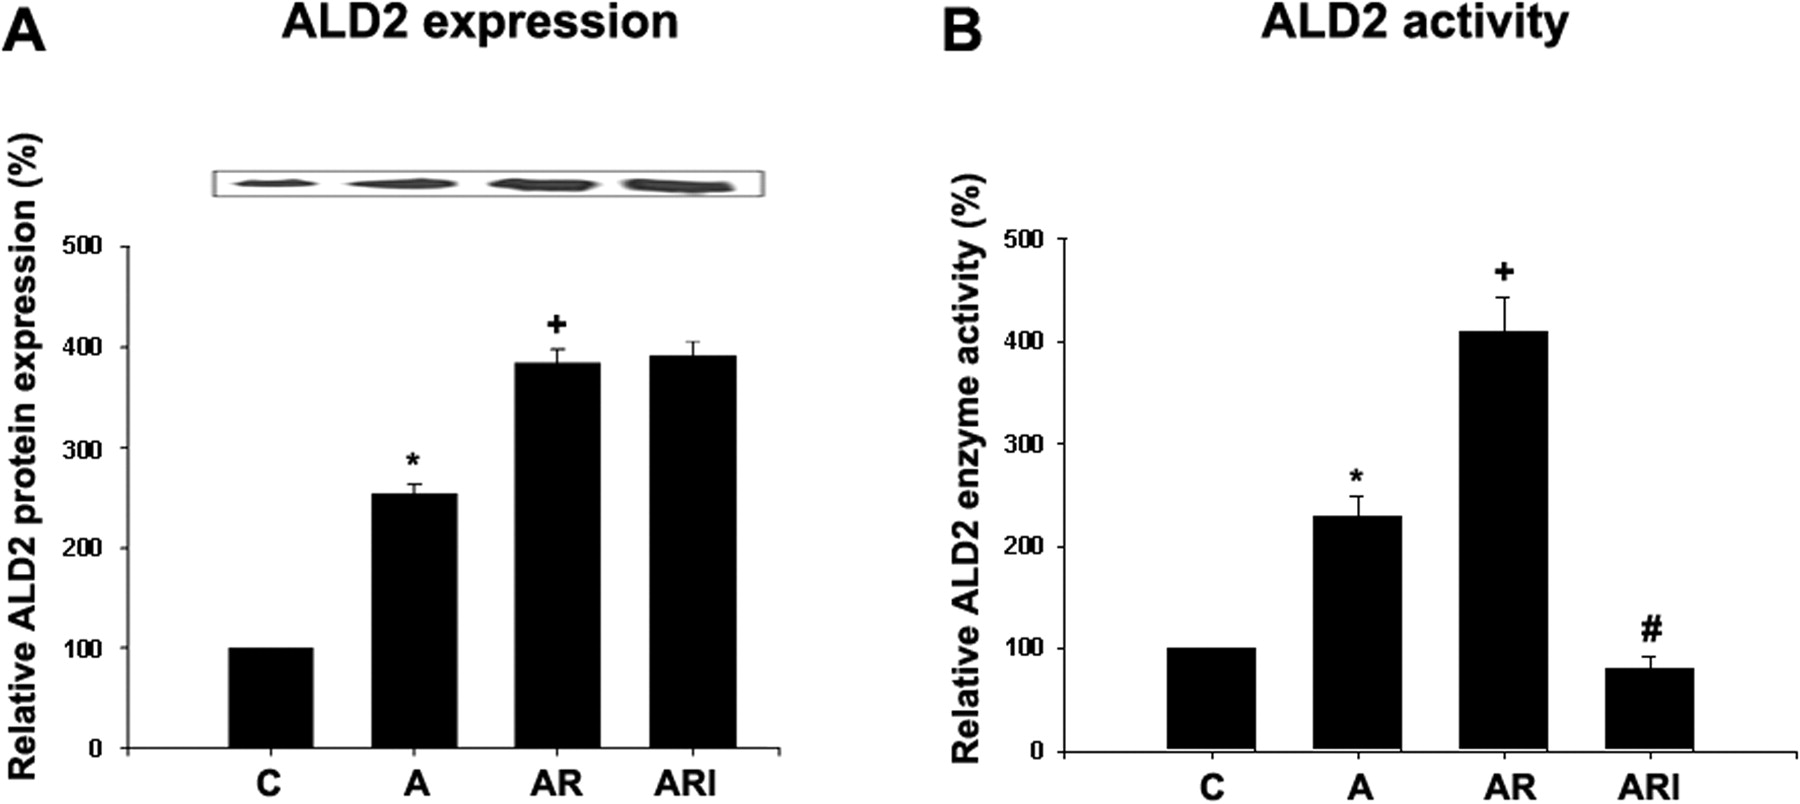 A
ALD2 expression
Relative ALD2 protein expression (%)
500
400
300
200
100
0
*
+
C A AR ARI
B
ALD2 activity
Relative ALD2 enzyme activity (%)
500
400
300
200
100
0
*
+
#
C A AR ARI